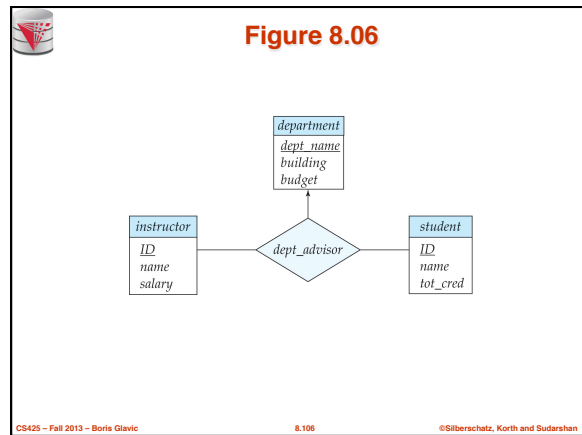 Figure 8.06
department
dept_name
building
budget
instructor
ID
name
salary
dept_advisor
student
ID
name
tot_cred
CS425 – Fall 2013 – Boris Glavic
8.106
©Silberschatz, Korth and Sudarshan